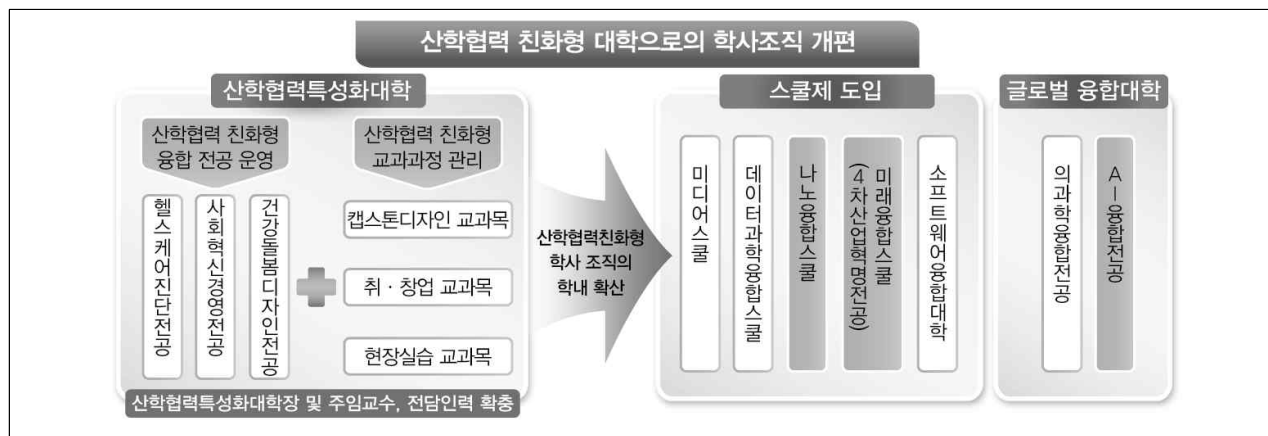 산학협력 친화형 대학으로의 학사조직 개편
산학협력특성화대학
산학협력 친화형
융합 전공 운영
헬스케어진단전공
사회혁신경영전공
건강돌봄디자인전공
산학협력 친화형
교과과정 관리
캡스톤디자인 교과목
취 · 창업 교과목
현장실습 교과목
산학협력특성화대학장 및 주임교수, 전담인력 확충
산학협력친화형
학사 조직의
학내 확산
스쿨제 도입
미디어스쿨
데이터과학융합스쿨
나노융합스쿨
미래융합스쿨
(4차산업혁명전공)
소프트웨어융합대학
글로벌 융합대학
의과학융합전공
AI융합전공